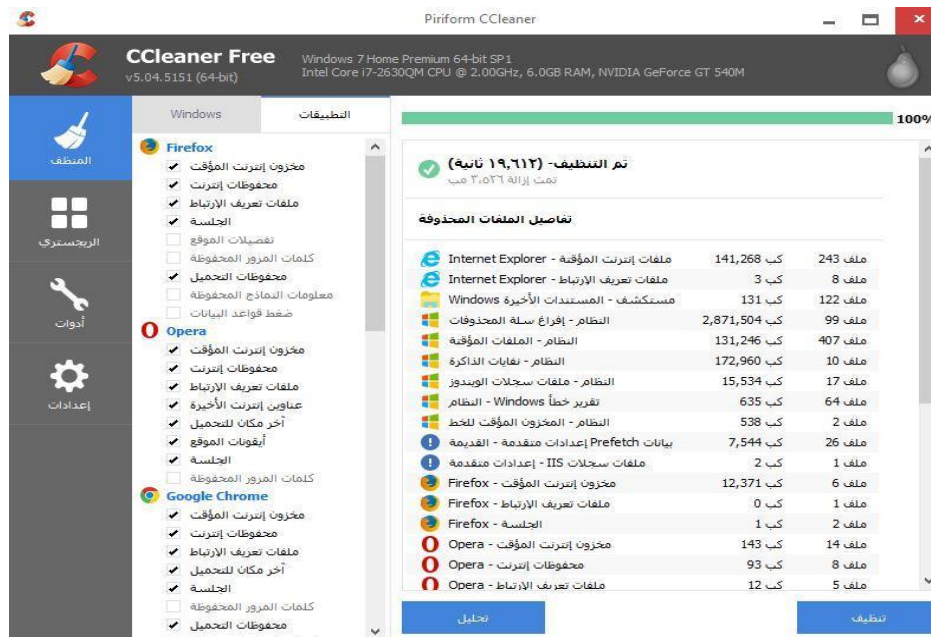 Piriform CCleaner
CCleaner Free
v5.04.5151 (64-bit)
Windows 7 Home Premium 64-bit SP1
Intel Core i7-2630QM CPU @ 2.00GHz, 6.0GB RAM, NVIDIA GeForce GT 540M
المنظف
الريجستري
أدوات
إعدادات
Windows
التطبيقات
Firefox
مخزون إنترنت المؤقت
محفوظات إنترنت
ملفات تعريف الإرتباط
الجلسة
تفصيلات الموقع
كلمات المرور المحفوظة
محفوظات التحميل
معلومات النماذج المحفوظة
ضغط قواعد البيانات
Opera
مخزون إنترنت المؤقت
محفوظات إنترنت
ملفات تعريف الإرتباط
عناوين إنترنت الأخيرة
آخر مكان للتحميل
أيقونات الموقع
الجلسة
كلمات المرور المحفوظة
Google Chrome
مخزون إنترنت المؤقت
محفوظات إنترنت
ملفات تعريف الإرتباط
آخر مكان للتحميل
الجلسة
كلمات المرور المحفوظة
محفوظات التحميل
100%
تم التنظيف- (١٩,٦١٢ ثانية)
تمت إزالة ٣,٥٢٦ مب
تفاصيل الملفات المحذوفة
ملفات إنترنت المؤقتة - Internet Explorer 141,268 كب 243 ملف
ملفات تعريف الإرتباط - Internet Explorer 3 كب 8 ملف
مستكشف - المستندات الأخيرة Windows 131 كب 122 ملف
النظام - إفراغ سلة المحذوفات 2,871,504 كب 99 ملف
النظام - الملفات المؤقتة 131,246 كب 407 ملف
النظام - نفايات الذاكرة 172,960 كب 10 ملف
النظام - ملفات سجلات الويندوز 15,534 كب 17 ملف
تقرير خطأ Windows - النظام 635 كب 64 ملف
النظام - المخزون المؤقت للخط 538 كب 2 ملف
بيانات Prefetch إعدادات متقدمة - القديمة 7,544 كب 26 ملف
ملفات سجلات IIS - إعدادات متقدمة 2 كب 1 ملف
مخزون إنترنت المؤقت - Firefox 12,371 كب 6 ملف
ملفات تعريف الإرتباط - Firefox 0 كب 1 ملف
الجلسة - Firefox 1 كب 2 ملف
مخزون إنترنت المؤقت - Opera 143 كب 14 ملف
محفوظات إنترنت - Opera 93 كب 8 ملف
ملفات تعريف الإرتباط - Opera 12 كب 5 ملف
تحليل
تنظيف